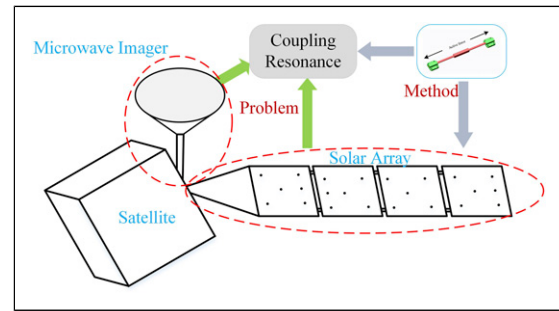 Microwave Imager
Coupling
Resonance
Method
Problem
Solar Array
Satellite